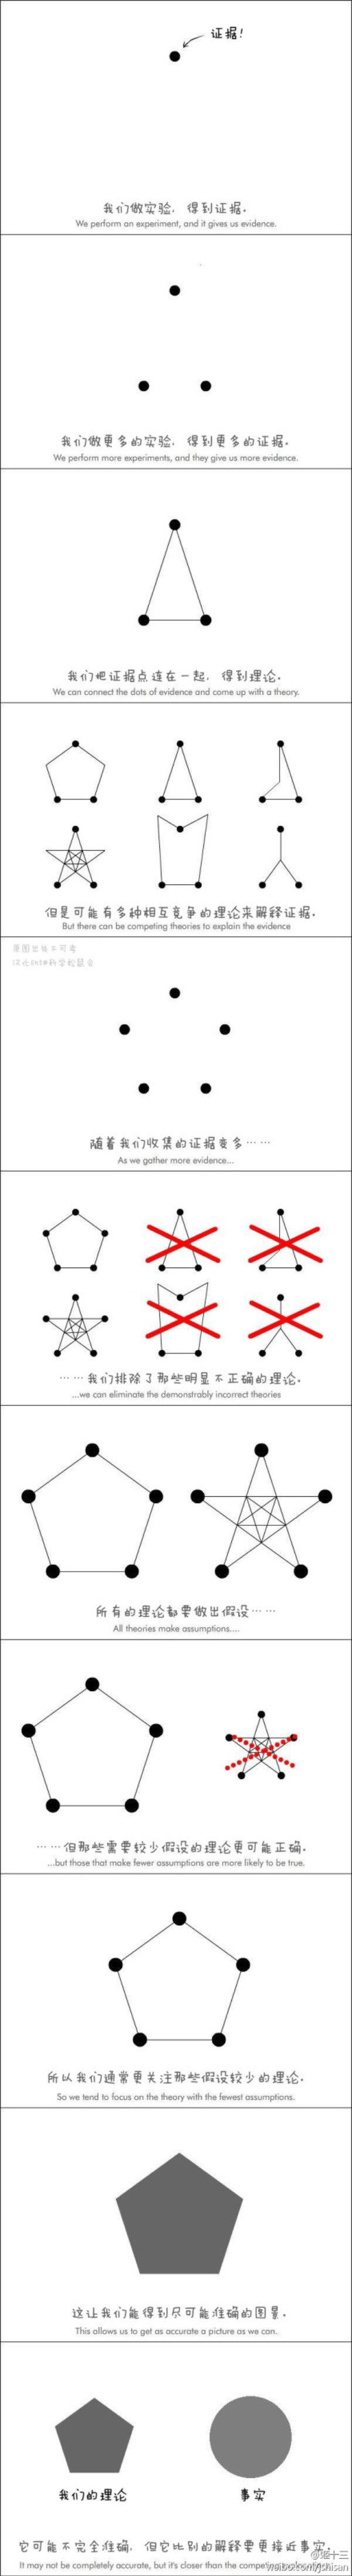 证据!
我们做实验，得到证据。
We perform an experiment, and it gives us evidence.
我们做更多的实验，得到更多的证据。
We perform more experiments, and they give us more evidence.
我们把证据点连在一起，得到理论。
We can connect the dots of evidence and come up with a theory.
但是可能有多种相互竞争的理论来解释证据。
But there can be competing theories to explain the evidence
原图出处不可考
汉化BY@科学松鼠会
随着我们收集的证据变多……
As we gather more evidence...
……我们排除了那些明显不正确的理论。
...we can eliminate the demonstrably incorrect theories
所有的理论都要做出假设……
All theories make assumptions....
……但那些需要较少假设的理论更可能正确。
...but those that make fewer assumptions are more likely to be true.
所以我们通常更关注那些假设较少的理论。
So we tend to focus on the theory with the fewest assumptions.
这让我们能得到尽可能准确的图景。
This allows us to get as accurate a picture as we can.
我们的理论
事实
它可能不完全准确，但它比别的解释要更接近事实。
It may not be completely accurate, but it's closer than the competing
@姬十三
weibo.com/jishisan